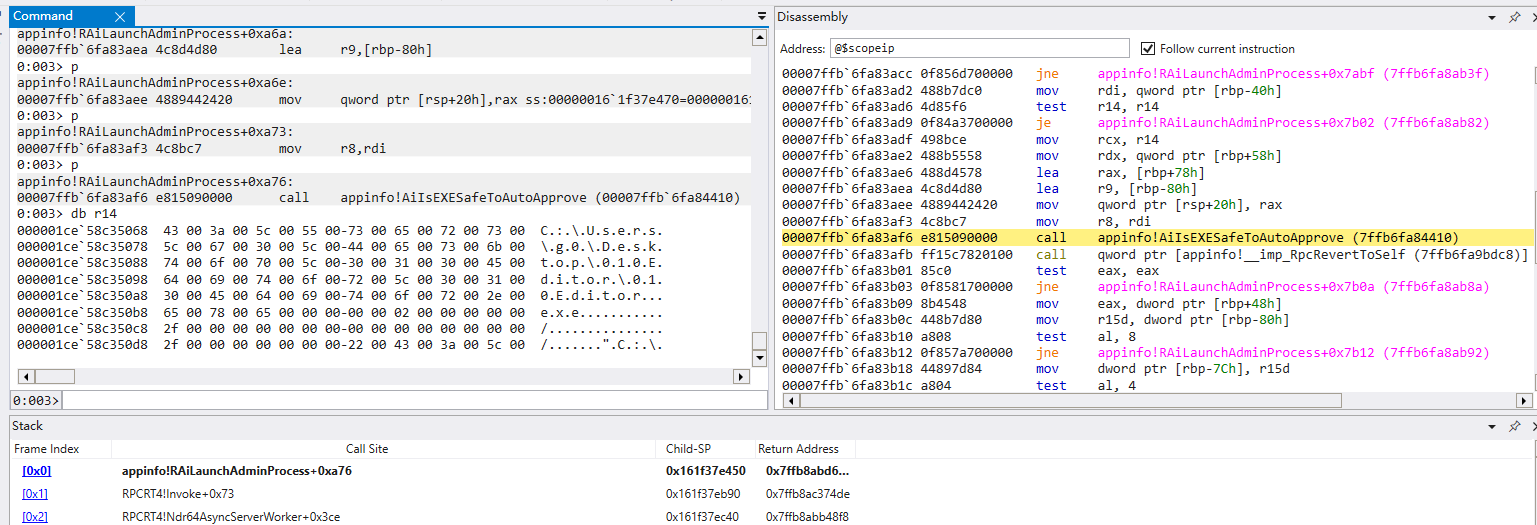 Command
appinfo!RAiLaunchAdminProcess+0xa6a:
00007ffb`6fa83aea 4c8d4d80 lea r9,[rbp-80h]
0:003> p
appinfo!RAiLaunchAdminProcess+0xa6e:
00007ffb`6fa83aee 4889442420 mov qword ptr [rsp+20h],rax ss:00000016`1f37e470=000000161
0:003> p
appinfo!RAiLaunchAdminProcess+0xa73:
00007ffb`6fa83af3 4c8bc7 mov r8,rdi
0:003> p
appinfo!RAiLaunchAdminProcess+0xa76:
00007ffb`6fa83af6 e815090000 call appinfo!AiIsEXESafeToAutoApprove (00007ffb`6fa84410)
0:003> db r14
000001ce`58c35068 43 00 3a 00 5c 00 55 00-73 00 65 00 72 00 73 00 C.:.\.U.s.e.r.s.
000001ce`58c35078 5c 00 67 00 30 00 5c 00-44 00 65 00 73 00 6b 00 \.g.0.\.D.e.s.k.
000001ce`58c35088 74 00 6f 00 70 00 5c 00-30 00 31 00 30 00 45 00 t.o.p.\.0.1.0.E.
000001ce`58c35098 64 00 69 00 74 00 6f 00-72 00 5c 00 30 00 31 00 d.i.t.o.r.\.0.1.
000001ce`58c350a8 30 00 45 00 64 00 69 00-74 00 6f 00 72 00 2e 00 0.E.d.i.t.o.r...
000001ce`58c350b8 65 00 78 00 65 00 00 00-00 00 02 00 00 00 00 00 e.x.e...........
000001ce`58c350c8 2f 00 00 00 00 00 00 00-00 00 00 00 00 00 00 00 /...............
000001ce`58c350d8 2f 00 00 00 00 00 00 00-22 00 43 00 3a 00 5c 00 /.......".C.:.\.
0:003>
Disassembly
Address: @$scopeip Follow current instruction
00007ffb`6fa83acc 0f856d700000 jne appinfo!RAiLaunchAdminProcess+0x7abf (7ffb6fa8ab3f)
00007ffb`6fa83ad2 488b7dc0 mov rdi, qword ptr [rbp-40h]
00007ffb`6fa83ad6 4d85f6 test r14, r14
00007ffb`6fa83ad9 0f84a3700000 je appinfo!RAiLaunchAdminProcess+0x7b02 (7ffb6fa8ab82)
00007ffb`6fa83adf 498bce mov rcx, r14
00007ffb`6fa83ae2 488b5558 mov rdx, qword ptr [rbp+58h]
00007ffb`6fa83ae6 488d4578 lea rax, [rbp+78h]
00007ffb`6fa83aea 4c8d4d80 lea r9, [rbp-80h]
00007ffb`6fa83aee 4889442420 mov qword ptr [rsp+20h], rax
00007ffb`6fa83af3 4c8bc7 mov r8, rdi
00007ffb`6fa83af6 e815090000 call appinfo!AiIsEXESafeToAutoApprove (7ffb6fa84410)
00007ffb`6fa83afb ff15c7820100 call qword ptr [appinfo!__imp_RpcRevertToSelf (7ffb6fa9bdc8)]
00007ffb`6fa83b01 85c0 test eax, eax
00007ffb`6fa83b03 0f8581700000 jne appinfo!RAiLaunchAdminProcess+0x7b0a (7ffb6fa8ab8a)
00007ffb`6fa83b09 8b4548 mov eax, dword ptr [rbp+48h]
00007ffb`6fa83b0c 448b7d80 mov r15d, dword ptr [rbp-80h]
00007ffb`6fa83b10 a808 test al, 8
00007ffb`6fa83b12 0f857a700000 jne appinfo!RAiLaunchAdminProcess+0x7b12 (7ffb6fa8ab92)
00007ffb`6fa83b18 44897d84 mov dword ptr [rbp-7Ch], r15d
00007ffb`6fa83b1c a804 test al, 4
Stack
Frame Index Call Site Child-SP Return Address
[0x0] appinfo!RAiLaunchAdminProcess+0xa76 0x161f37e450 0x7ffb8abd6...
[0x1] RPCRT4!Invoke+0x73 0x161f37eb90 0x7ffb8ac374de
[0x2] RPCRT4!Ndr64AsyncServerWorker+0x3ce 0x161f37ec40 0x7ffb8abb48f8